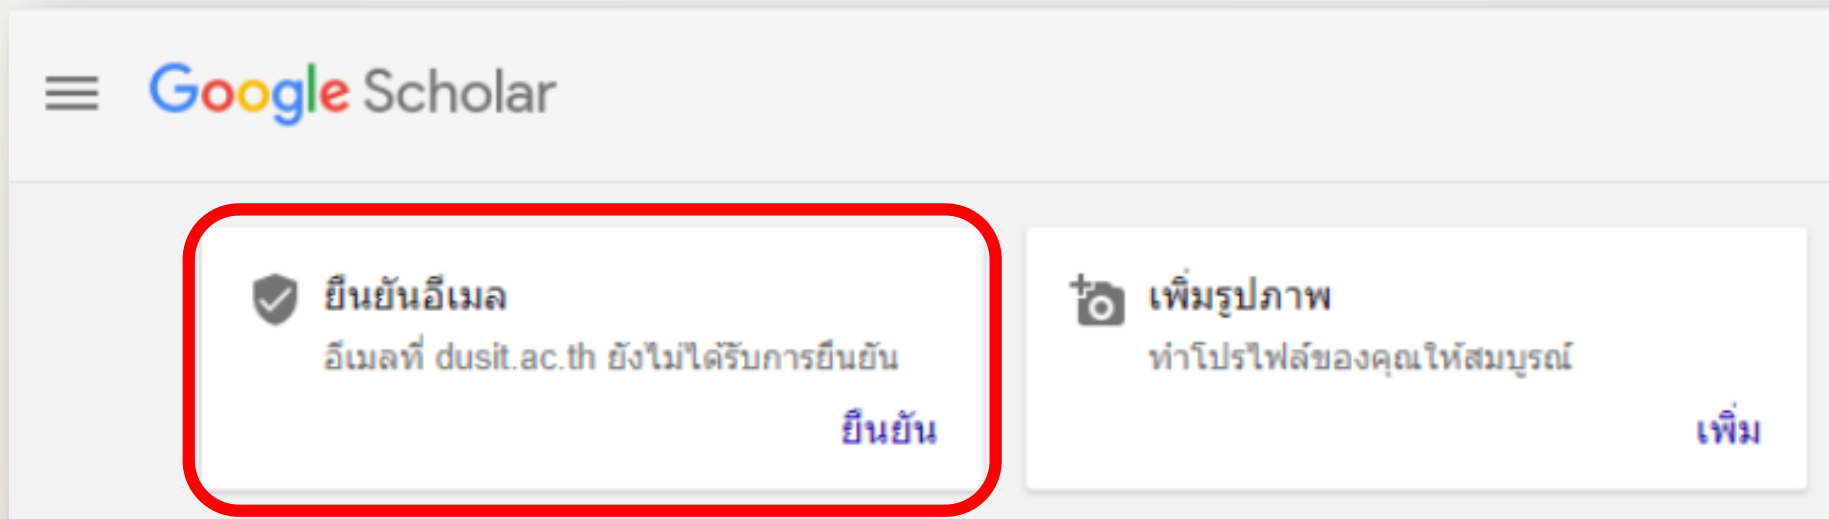 Google Scholar
ยืนยันอีเมล
อีเมลที่ dusit.ac.th ยังไม่ได้รับการยืนยัน
ยืนยัน
เพิ่มรูปภาพ
ทำโปรไฟล์ของคุณให้สมบูรณ์
เพิ่ม